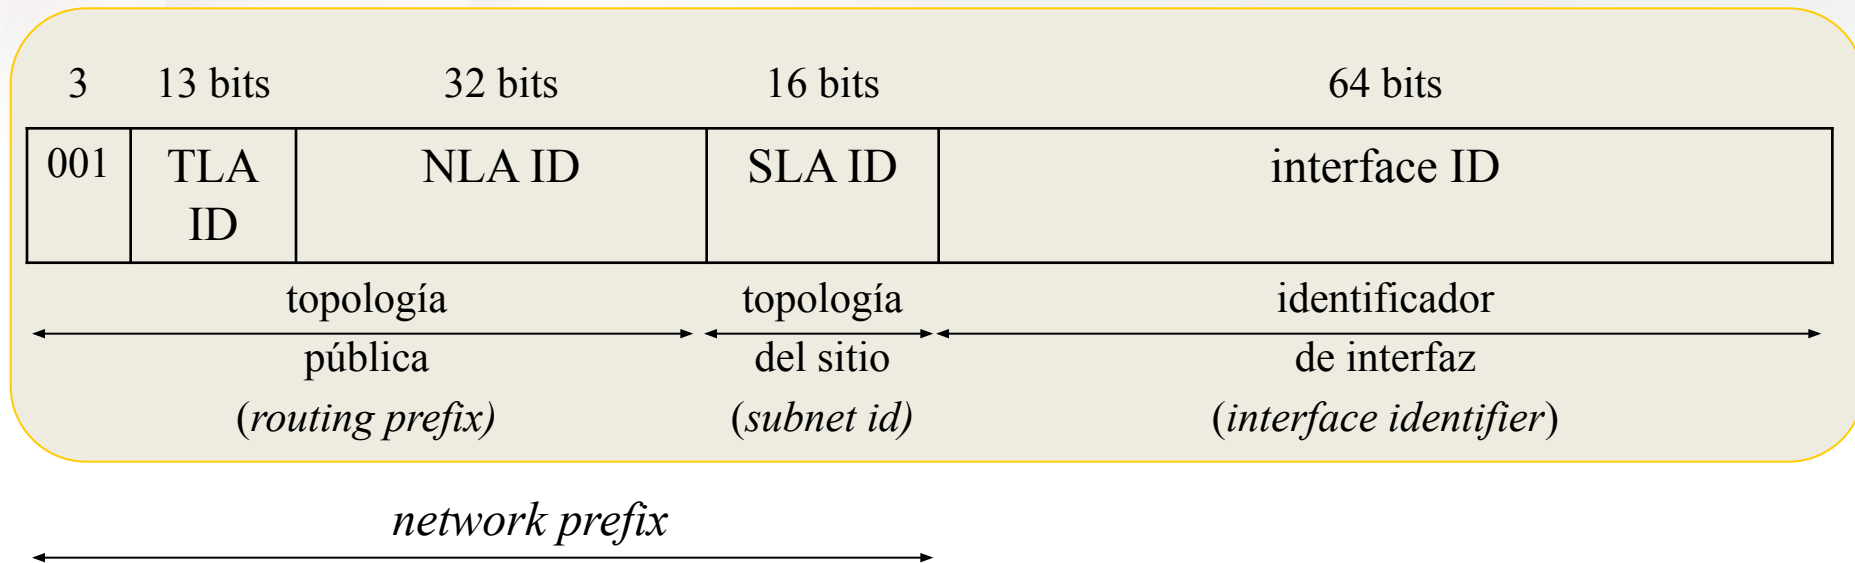 3 13 bits 32 bits 16 bits 64 bits
001 TLA NLA ID SLA ID interface ID
ID
topología topología identificador
pública del sitio de interfaz
(routing prefix) (subnet id) (interface identifier)
network prefix